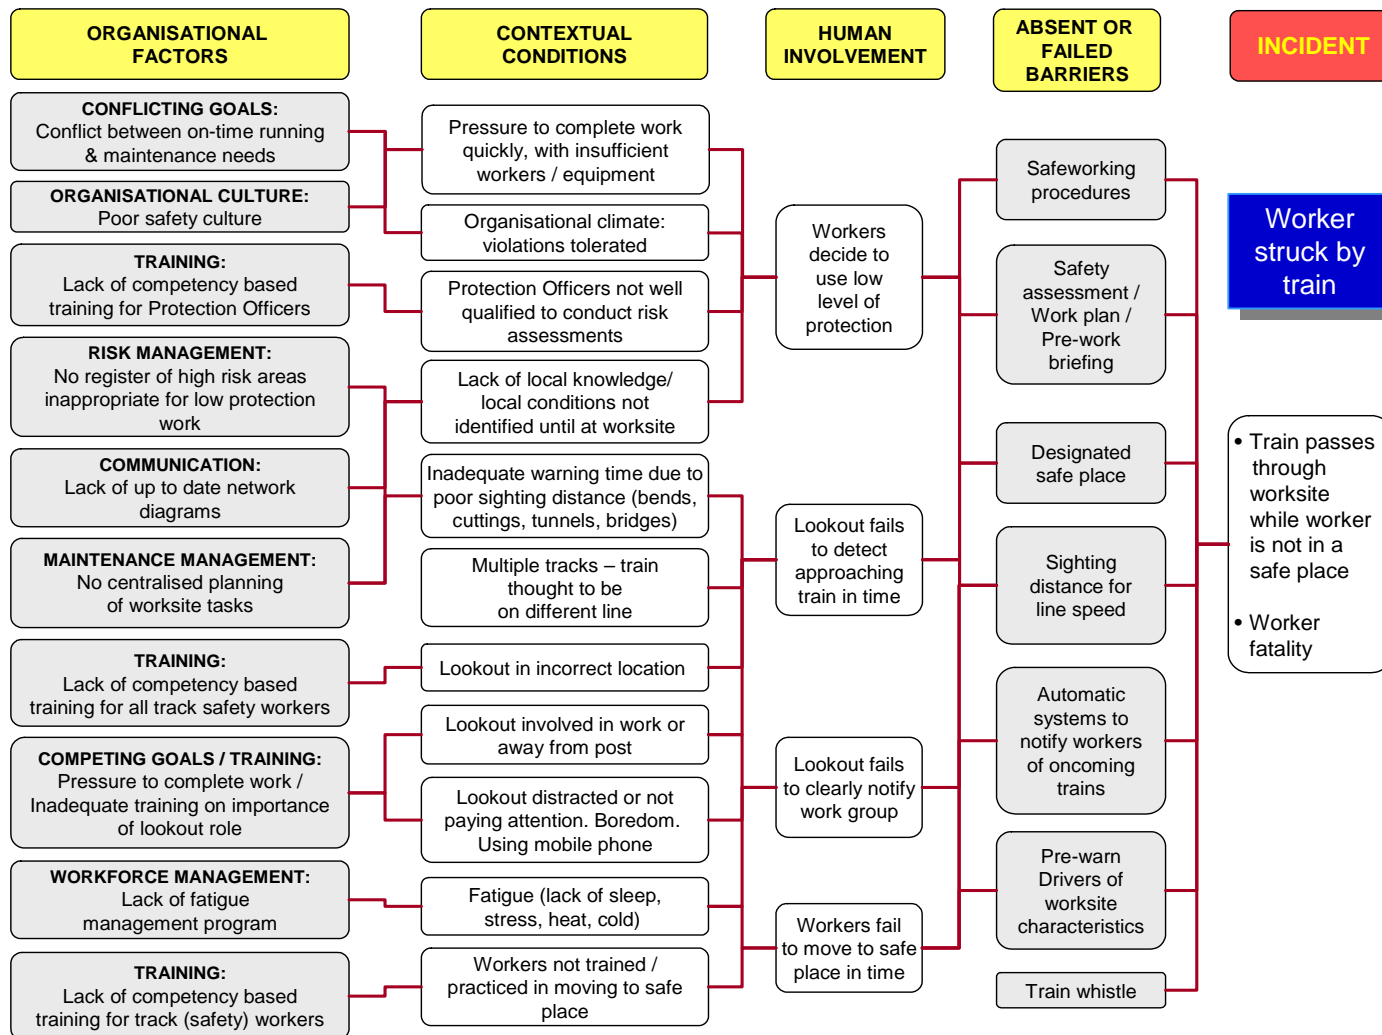 ORGANISATIONAL
FACTORS
CONFLICTING GOALS:
Conflict between on-time running
& maintenance needs
ORGANISATIONAL CULTURE:
Poor safety culture
TRAINING:
Lack of competency based
training for Protection Officers
RISK MANAGEMENT:
No register of high risk areas
inappropriate for low protection
work
COMMUNICATION:
Lack of up to date network
diagrams
MAINTENANCE MANAGEMENT:
No centralised planning
of worksite tasks
TRAINING:
Lack of competency based
training for all track safety workers
COMPETING GOALS / TRAINING:
Pressure to complete work /
Inadequate training on importance
of lookout role
WORKFORCE MANAGEMENT:
Lack of fatigue
management program
TRAINING:
Lack of competency based
training for track (safety) workers
CONTEXTUAL
CONDITIONS
Pressure to complete work
quickly, with insufficient
workers / equipment
Organisational climate:
violations tolerated
Protection Officers not well
qualified to conduct risk
assessments
Lack of local knowledge/
local conditions not
identified until at worksite
Inadequate warning time due to
poor sighting distance (bends,
cuttings, tunnels, bridges)
Multiple tracks – train
thought to be
on different line
Lookout in incorrect location
Lookout involved in work or
away from post
Lookout distracted or not
paying attention. Boredom.
Using mobile phone
Fatigue (lack of sleep,
stress, heat, cold)
Workers not trained /
practiced in moving to safe
place
HUMAN
INVOLVEMENT
Workers
decide to
use low
level of
protection
Lookout fails
to detect
approaching
train in time
Lookout fails
to clearly notify
work group
Workers fail
to move to safe
place in time
ABSENT OR
FAILED
BARRIERS
Safeworking
procedures
Safety
assessment /
Work plan /
Pre-work
briefing
Designated
safe place
Sighting
distance for
line speed
Automatic
systems to
notify workers
of oncoming
trains
Pre-warn
Drivers of
worksite
characteristics
Train whistle
INCIDENT
Worker
struck by
train
• Train passes
through
worksite
while worker
is not in a
safe place
• Worker
fatality